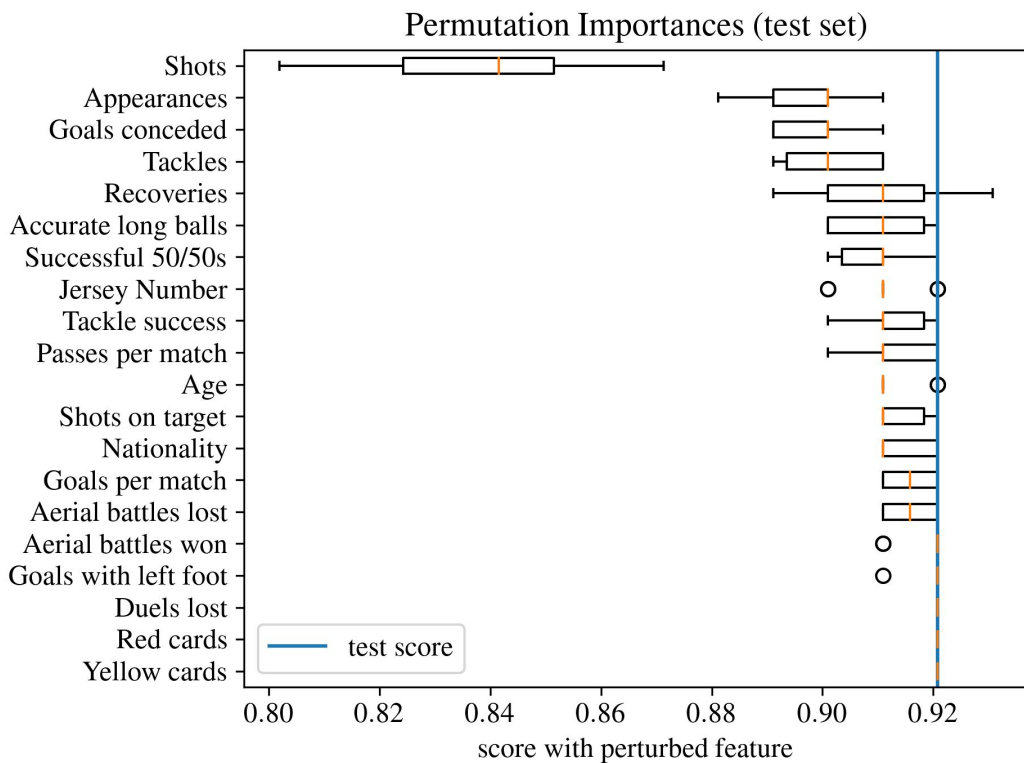 Permutation Importances (test set)
Shots
Appearances
Goals conceded
Tackles
Recoveries
Accurate long balls
Successful 50/50s
Jersey Number
Tackle success
Passes per match
Age
Shots on target
Nationality
Goals per match
Aerial battles lost
Aerial battles won
Goals with left foot
Duels lost
Red cards
Yellow cards
test score
0.80 0.82 0.84 0.86 0.88 0.90 0.92
score with perturbed feature